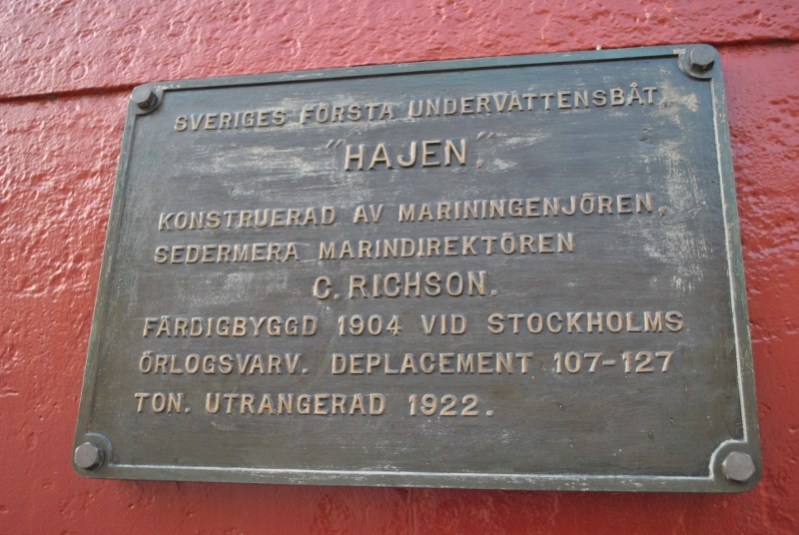 SVERIGES FÖRSTA UNDERVATTENSBÅT,
"HAJEN".
KONSTRUERAD AV MARININGENJÖREN,
SEDERMERA MARINDIREKTÖREN
C. RICHSON.
FÄRDIGBYGGD 1904 VID STOCKHOLMS
ÖRLOGSVARV. DEPLACEMENT 107-127
TON. UTRANGERAD 1922.